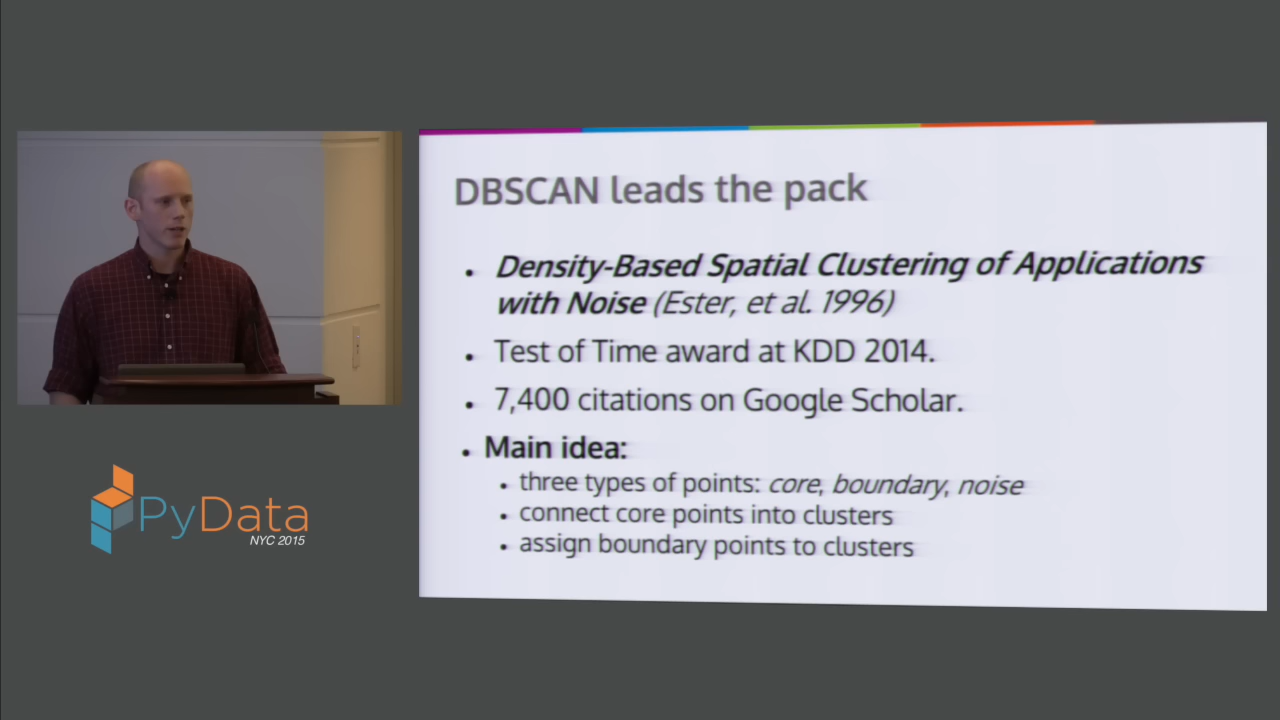 DBSCAN leads the pack
• Density-Based Spatial Clustering of Applications
with Noise (Ester, et al. 1996)
• Test of Time award at KDD 2014.
• 7,400 citations on Google Scholar.
• Main idea:
• three types of points: core, boundary, noise
• connect core points into clusters
• assign boundary points to clusters
PyData
NYC 2015